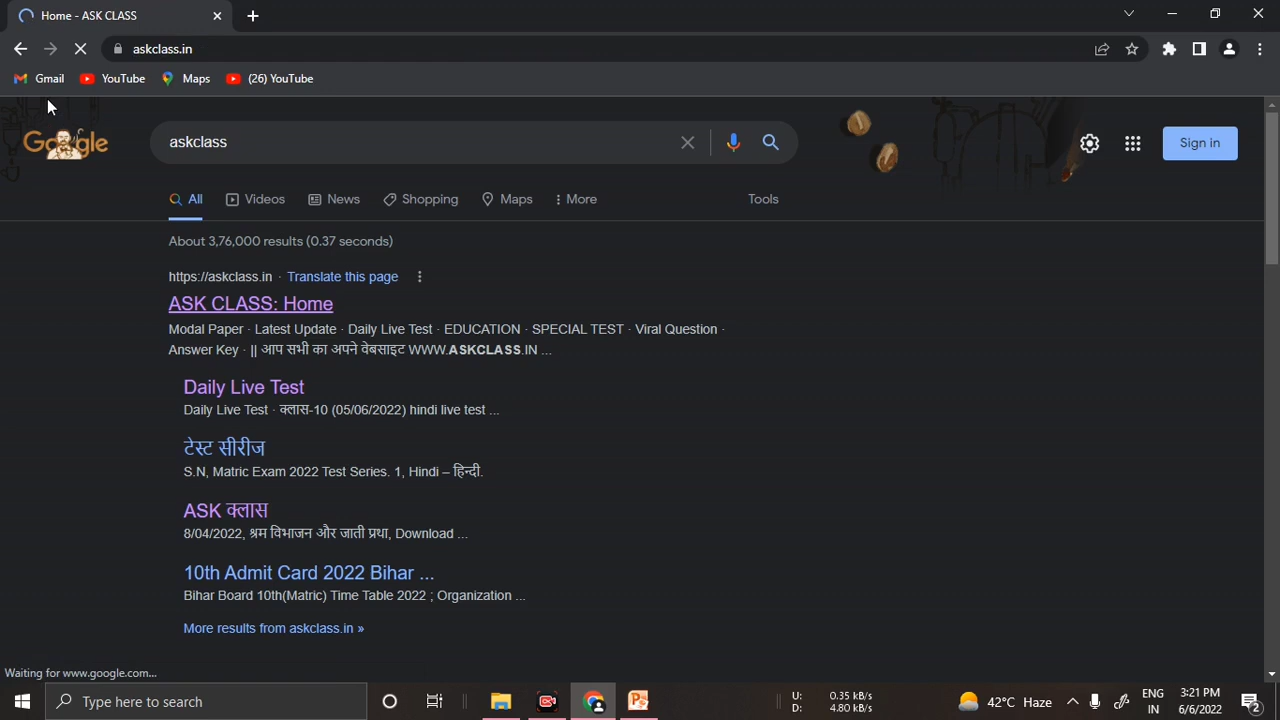 Home - ASK CLASS
askclass.in
Gmail YouTube Maps (26) YouTube
Google askclass Sign in
All Videos News Shopping Maps More Tools
About 3,76,000 results (0.37 seconds)
https://askclass.in · Translate this page
ASK CLASS: Home
Modal Paper · Latest Update · Daily Live Test · EDUCATION · SPECIAL TEST · Viral Question ·
Answer Key · || आप सभी का अपने वेबसाइट WWW.ASKCLASS.IN ...
Daily Live Test
Daily Live Test · क्लास-10 (05/06/2022) hindi live test ...
टेस्ट सीरीज
S.N, Matric Exam 2022 Test Series. 1, Hindi – हिन्दी.
ASK क्लास
8/04/2022, श्रम विभाजन और जाती प्रथा, Download ...
10th Admit Card 2022 Bihar ...
Bihar Board 10th(Matric) Time Table 2022 ; Organization ...
More results from askclass.in »
Waiting for www.google.com...
Type here to search
U: 0.35 kB/s
D: 4.80 kB/s
42°C Haze
ENG
IN
3:21 PM
6/6/2022
2